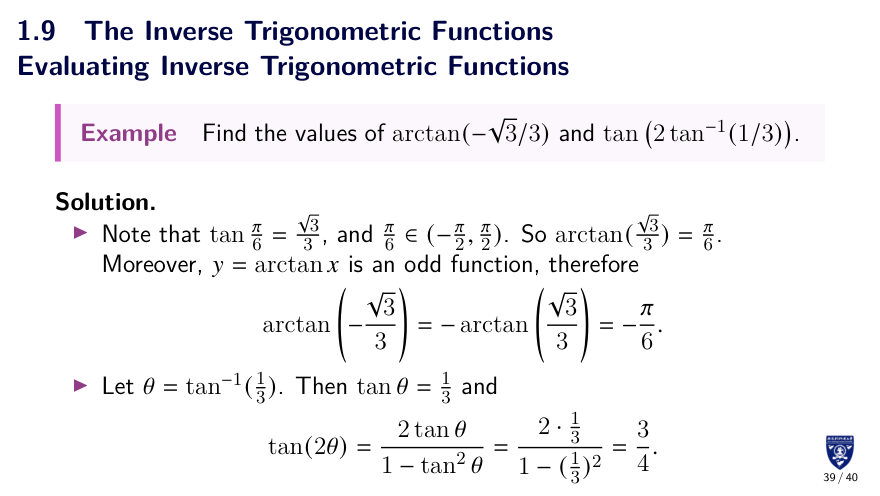 1.9 The Inverse Trigonometric Functions
Evaluating Inverse Trigonometric Functions
Example Find the values of arctan(−√3/3) and tan (2 tan⁻¹(1/3)).
Solution.
▶ Note that tan π/6 = √3/3, and π/6 ∈ (−π/2, π/2). So arctan(√3/3) = π/6.
Moreover, y = arctan x is an odd function, therefore
arctan (−√3/3) = − arctan (√3/3) = −π/6.
▶ Let θ = tan⁻¹(1/3). Then tan θ = 1/3 and
tan(2θ) = 2 tan θ / (1 − tan² θ) = 2 · 1/3 / (1 − (1/3)²) = 3/4.
39 / 40